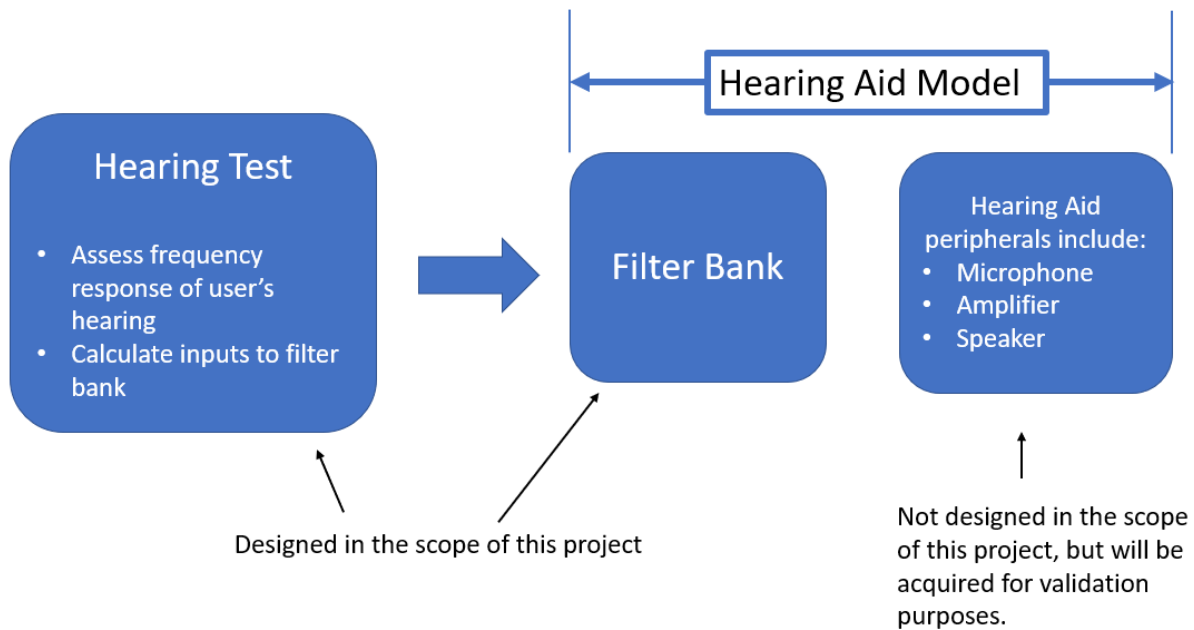 Hearing Aid Model
Hearing Test
• Assess frequency
response of user’s
hearing
• Calculate inputs to filter
bank
Filter Bank
Hearing Aid
peripherals include:
• Microphone
• Amplifier
• Speaker
Designed in the scope of this project
Not designed in the scope
of this project, but will be
acquired for validation
purposes.